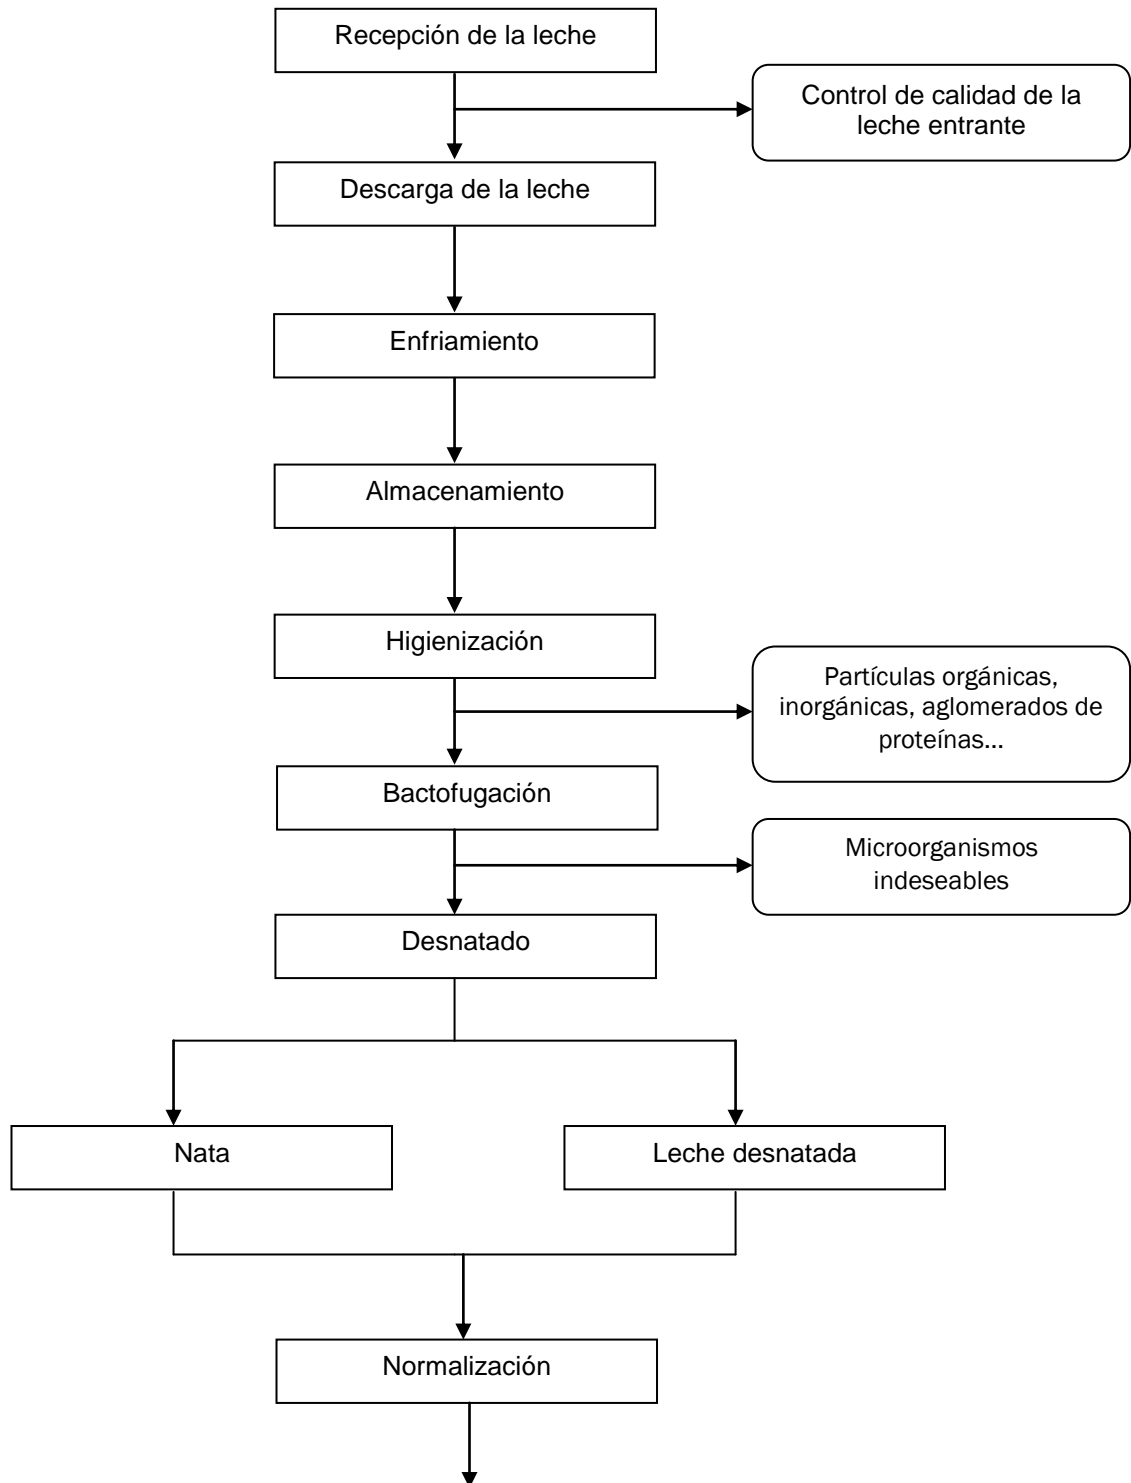 Recepción de la leche
Control de calidad de la
leche entrante
Descarga de la leche
Enfriamiento
Almacenamiento
Higienización
Partículas orgánicas,
inorgánicas, aglomerados de
proteínas...
Bactofugación
Microorganismos
indeseables
Desnatado
Nata
Leche desnatada
Normalización